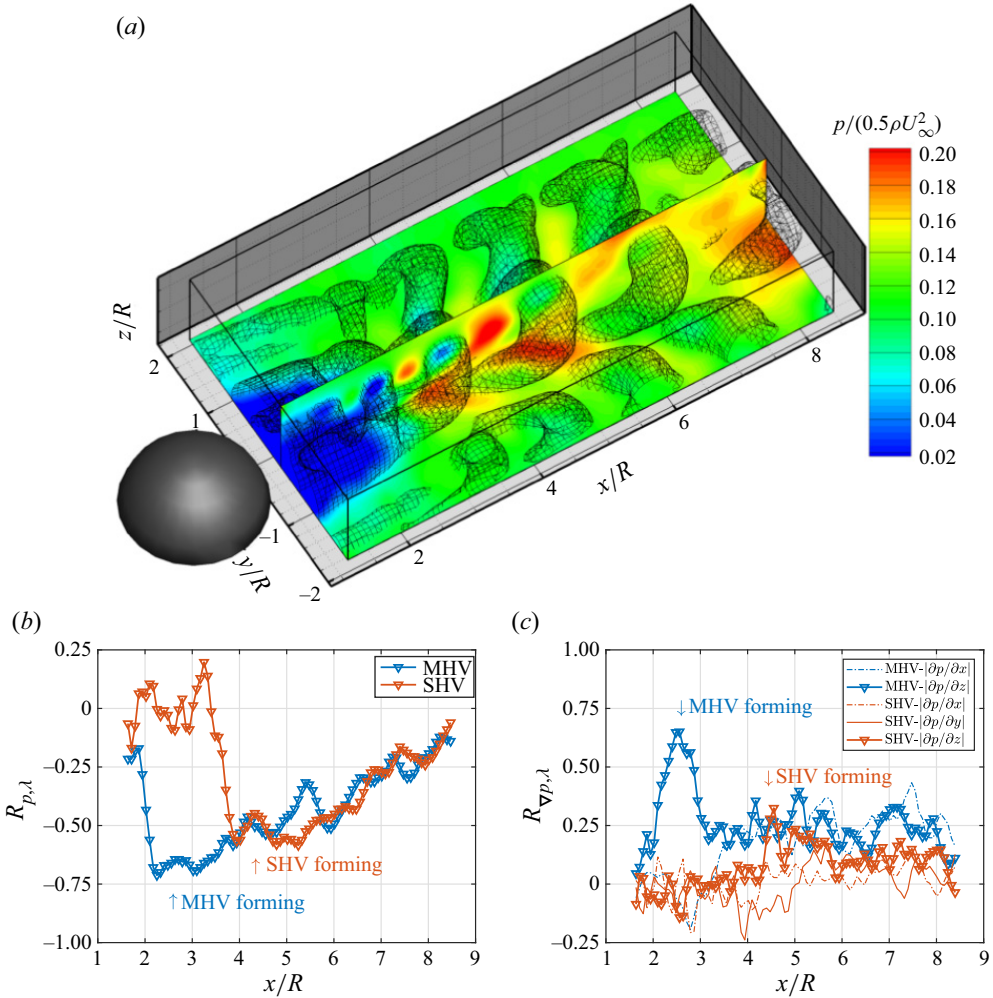 (a)
p/(0.5ρU²∞)
0.20
0.18
0.16
0.14
0.12
0.10
0.08
0.06
0.04
0.02
z/R
2
1
–1
–2
y/R
2
4
6
8
x/R
(b)
(c)
0.25
0
–0.25
–0.50
–0.75
–1.00
R_{p,λ}
MHV
SHV
↑ SHV forming
↑ MHV forming
1 2 3 4 5 6 7 8 9
x/R
1.00
0.75
0.50
0.25
0
–0.25
R_{∇p,λ}
MHV-|∂p/∂x|
MHV-|∂p/∂z|
SHV-|∂p/∂x|
SHV-|∂p/∂y|
SHV-|∂p/∂z|
↓ MHV forming
↓ SHV forming
1 2 3 4 5 6 7 8 9
x/R